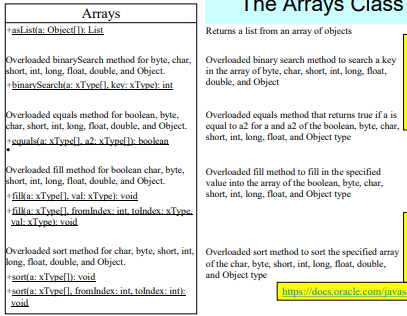 The Arrays Class
Arrays
+asList(a: Object[]): List
Overloaded binarySearch method for byte, char,
short, int, long, float, double, and Object.
+binarySearch(a: xType[], key: xType): int
Overloaded equals method for boolean, byte,
char, short, int, long, float, double, and Object.
+equals(a: xType[], a2: xType[]): boolean
•
Overloaded fill method for boolean char, byte,
short, int, long, float, double, and Object.
+fill(a: xType[], val: xType): void
+fill(a: xType[], fromIndex: int, toIndex: xType,
val: xType): void
Overloaded sort method for char, byte, short, int,
long, float, double, and Object.
+sort(a: xType[]): void
+sort(a: xType[], fromIndex: int, toIndex: int):
void
Returns a list from an array of objects
Overloaded binary search method to search a key
in the array of byte, char, short, int, long, float,
double, and Object
Overloaded equals method that returns true if a is
equal to a2 for a and a2 of the boolean, byte, char,
short, int, long, float, and Object type
Overloaded fill method to fill in the specified
value into the array of the boolean, byte, char,
short, int, long, float, and Object type
Overloaded sort method to sort the specified array
of the char, byte, short, int, long, float, double,
and Object type
https://docs.oracle.com/javas